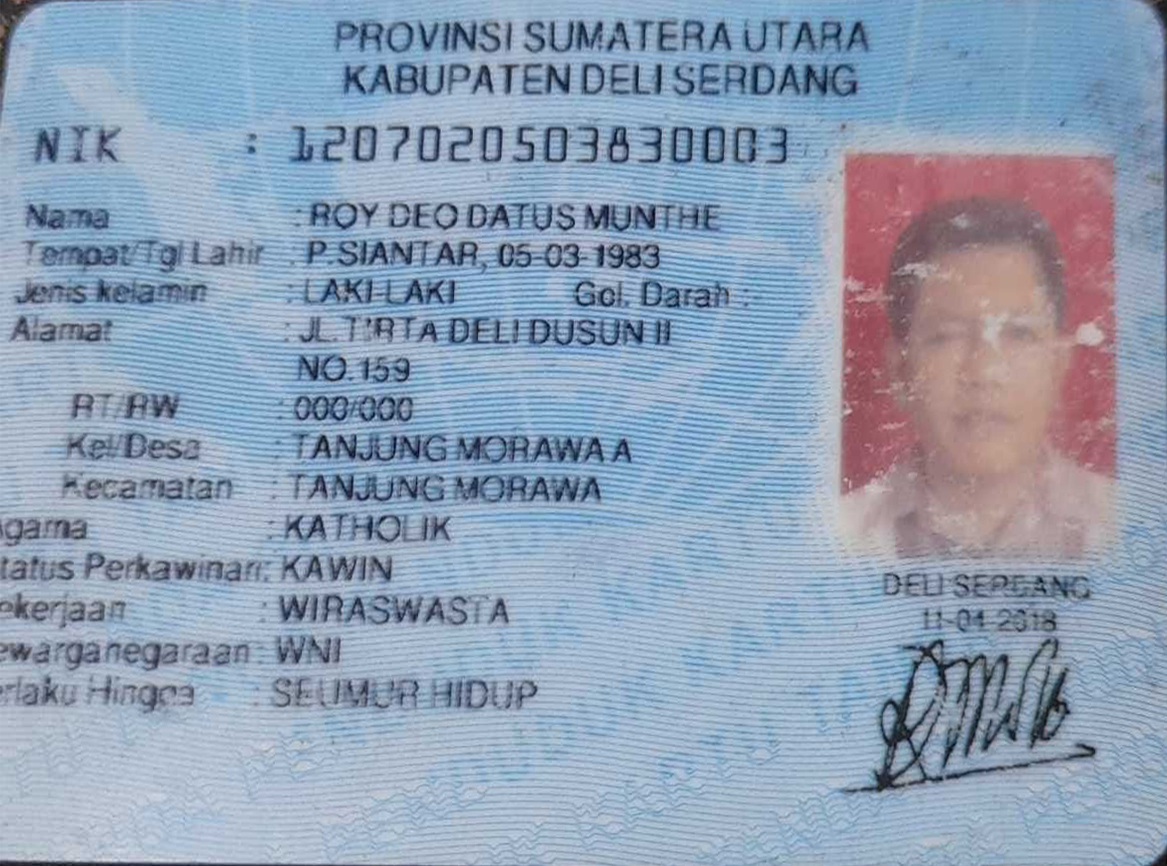 PROVINSI SUMATERA UTARA
KABUPATEN DELI SERDANG
NIK : 1207020503830003
Nama : ROY DEO DATUS MUNTHE
Tempat/Tgl Lahir : P.SIANTAR, 05-03-1983
Jenis kelamin : LAKI-LAKI Gol. Darah :
Alamat : JL.TIRTA DELI DUSUN II
NO.159
RT/RW : 000/000
Kel/Desa : TANJUNG MORAWA A
Kecamatan : TANJUNG MORAWA
gama : KATHOLIK
tatus Perkawinan: KAWIN
ekerjaan : WIRASWASTA
ewarganegaraan: WNI
erlaku Hingga : SEUMUR HIDUP
DELI SERDANG
11-04-2018